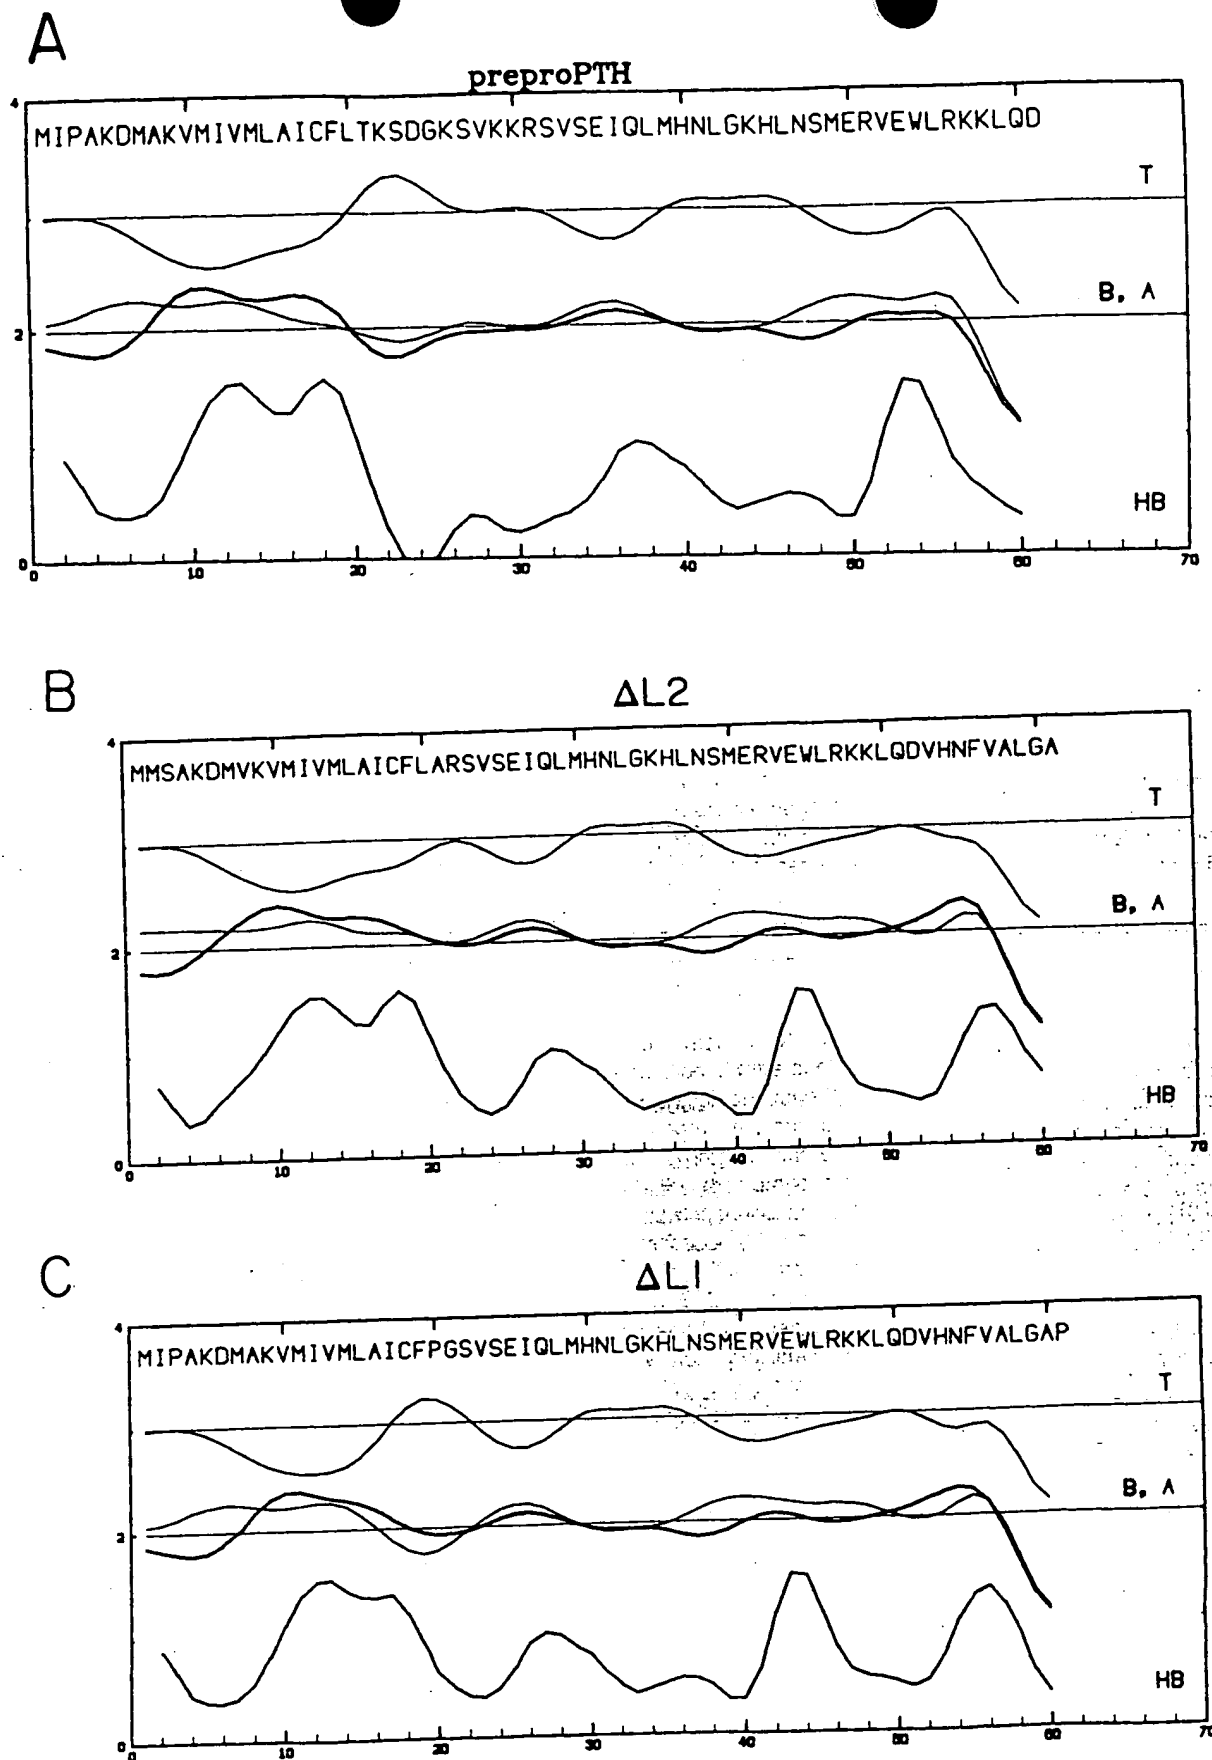 A
preproPTH
4
MIPAKDMAKVMIVMLAICFLTKSDGKSVKKRSVSEIQLMHNLGKHLNSMERVEWLRKKLQD
T
B, A
2
HB
0
0 10 20 30 40 50 60 70
B
ΔL2
4
MMSAKDMVKVMIVMLAICFLARSVSEIQLMHNLGKHLNSMERVEWLRKKLQDVHNFVALGA
T
B, A
2
HB
0
0 10 20 30 40 50 60 70
C
ΔL1
4
MIPAKDMAKVMIVMLAICFPGSVSEIQLMHNLGKHLNSMERVEWLRKKLQDVHNFVALGAP
T
B, A
2
HB
0
0 10 20 30 40 50 60 70